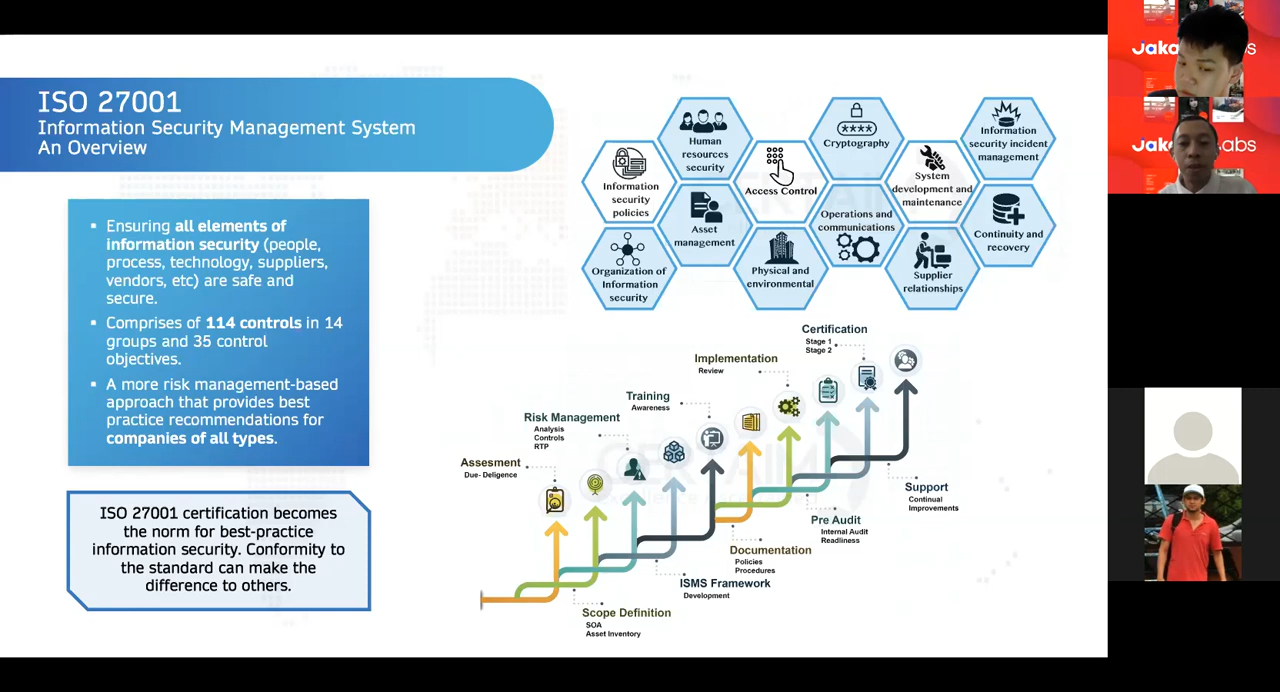 ISO 27001
Information Security Management System
An Overview
Ensuring all elements of
information security (people,
process, technology, suppliers,
vendors, etc) are safe and
secure.
Comprises of 114 controls in 14
groups and 35 control
objectives.
A more risk management-based
approach that provides best
practice recommendations for
companies of all types.
ISO 27001 certification becomes
the norm for best-practice
information security. Conformity to
the standard can make the
difference to others.
Information
security
policies
Human
resources
security
Access Control
****
Cryptography
System
development and
maintenance
Information
security incident
management
Organization of
Information
security
Asset
management
Physical and
environmental
Operations and
communications
Supplier
relationships
Continuity and
recovery
Assesment
Due- Deligence
Scope Definition
SOA
Asset Inventory
Risk Management
Analysis
Controls
RTP
ISMS Framework
Development
Training
Awareness
Documentation
Policies
Procedures
Implementation
Review
Pre Audit
Internal Audit
Readliness
Certification
Stage 1
Stage 2
Support
Continual
Improvements